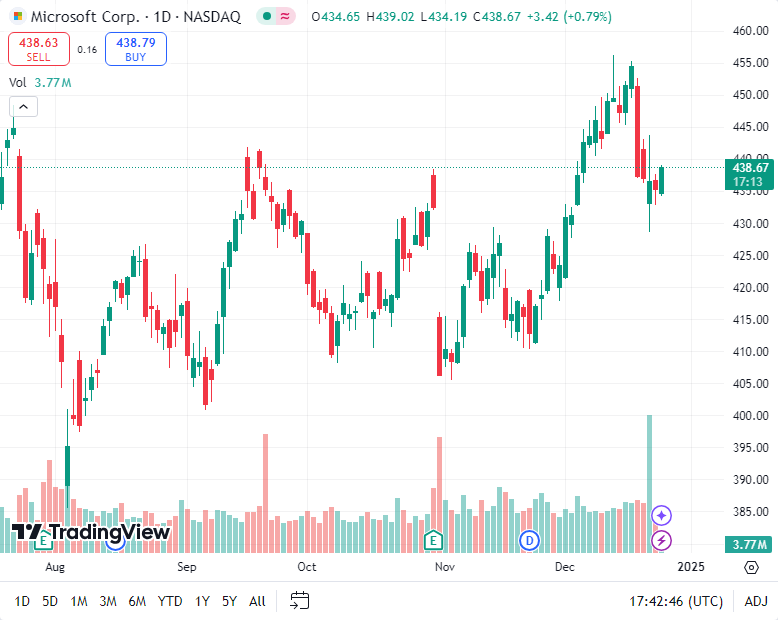 Microsoft Corp. · 1D · NASDAQ O434.65 H439.02 L434.19 C438.67 +3.42 (+0.79%)
438.63 SELL 0.16 438.79 BUY
Vol 3.77M
460.00
455.00
450.00
445.00
440.00
438.67
17:13
435.00
430.00
425.00
420.00
415.00
410.00
405.00
400.00
395.00
390.00
385.00
3.77M
TradingView
E E D
Aug Sep Oct Nov Dec 2025
1D 5D 1M 3M 6M YTD 1Y 5Y All 17:42:46 (UTC) ADJ